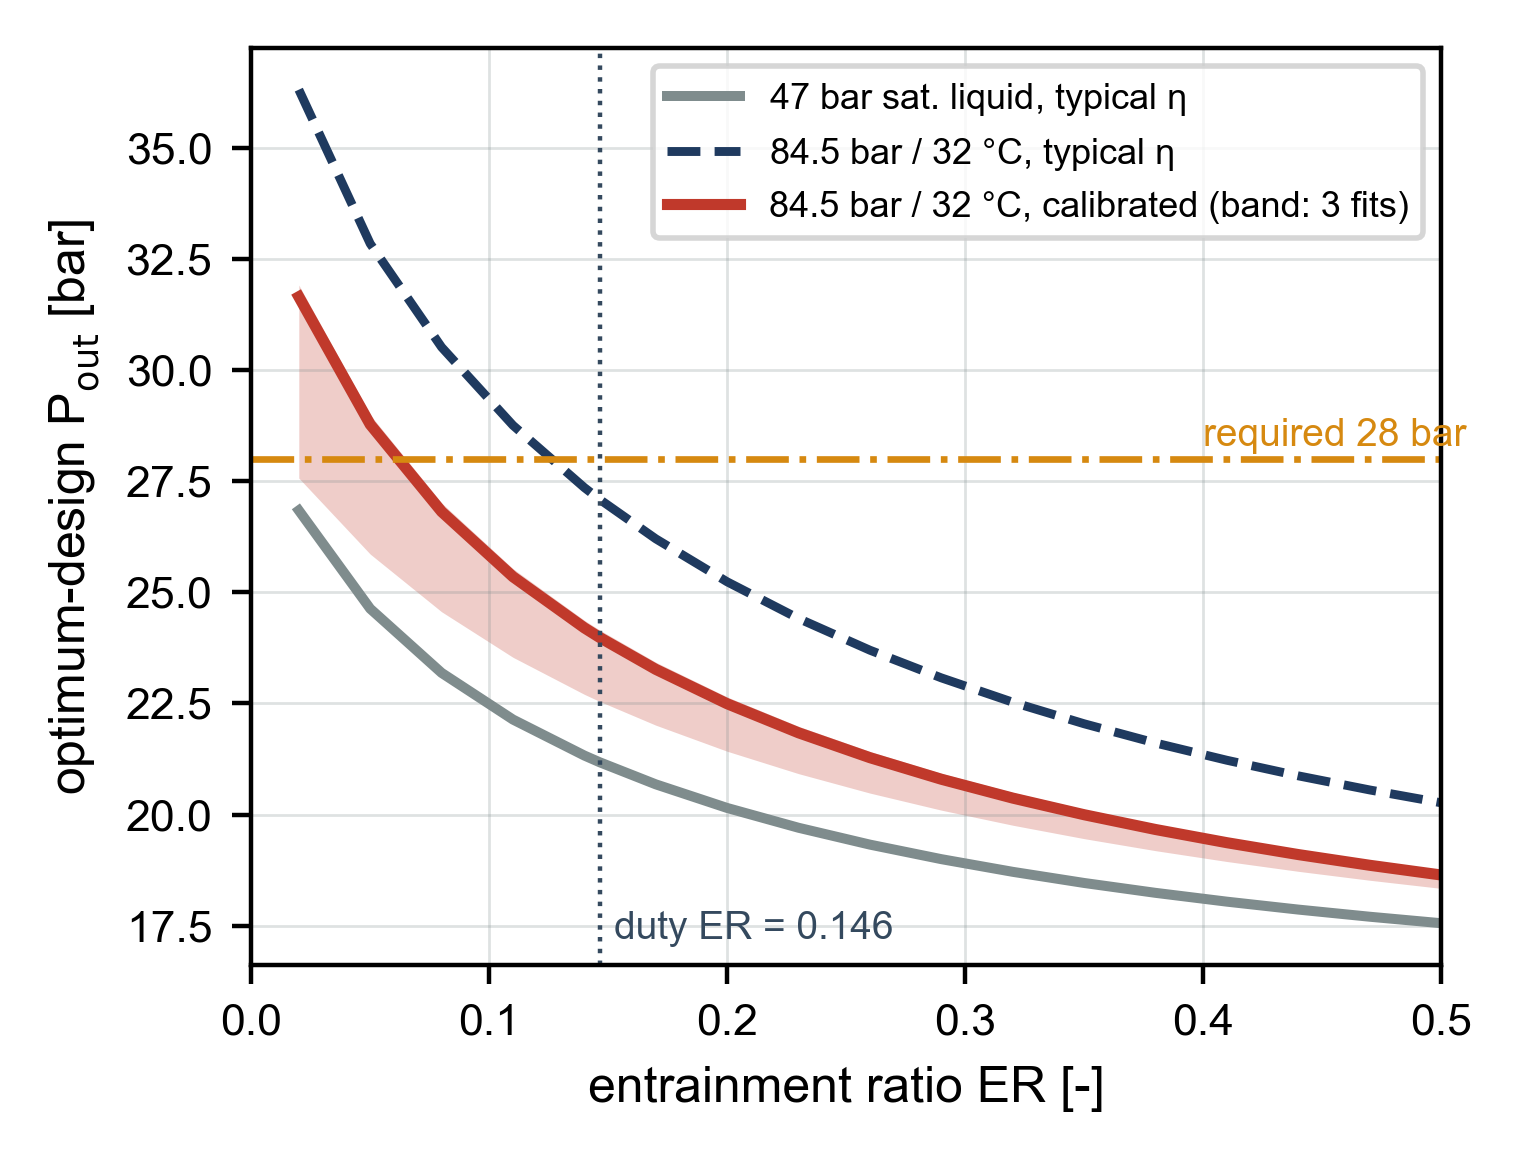 47 bar sat. liquid, typical η
84.5 bar / 32 °C, typical η
84.5 bar / 32 °C, calibrated (band: 3 fits)
optimum-design Pout [bar]
35.0
32.5
30.0
27.5
25.0
22.5
20.0
17.5
required 28 bar
duty ER = 0.146
0.0
0.1
0.2
0.3
0.4
0.5
entrainment ratio ER [-]